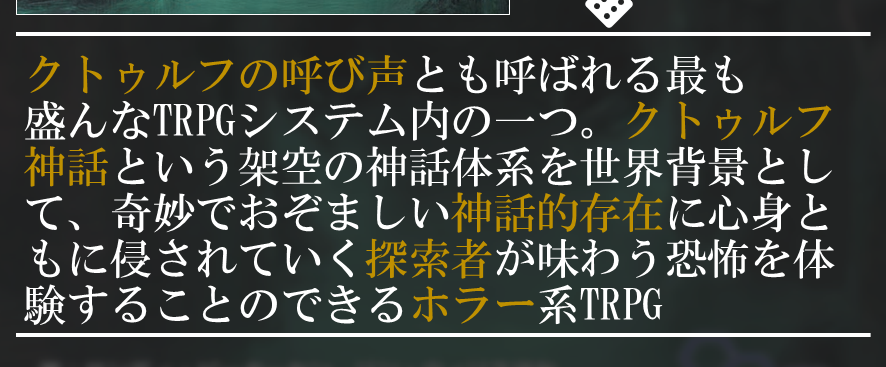 クトゥルフの呼び声とも呼ばれる最も
盛んなTRPGシステム内の一つ。クトゥルフ
神話という架空の神話体系を世界背景とし
て、奇妙でおぞましい神話的存在に心身と
もに侵されていく探索者が味わう恐怖を体
験することのできるホラー系TRPG